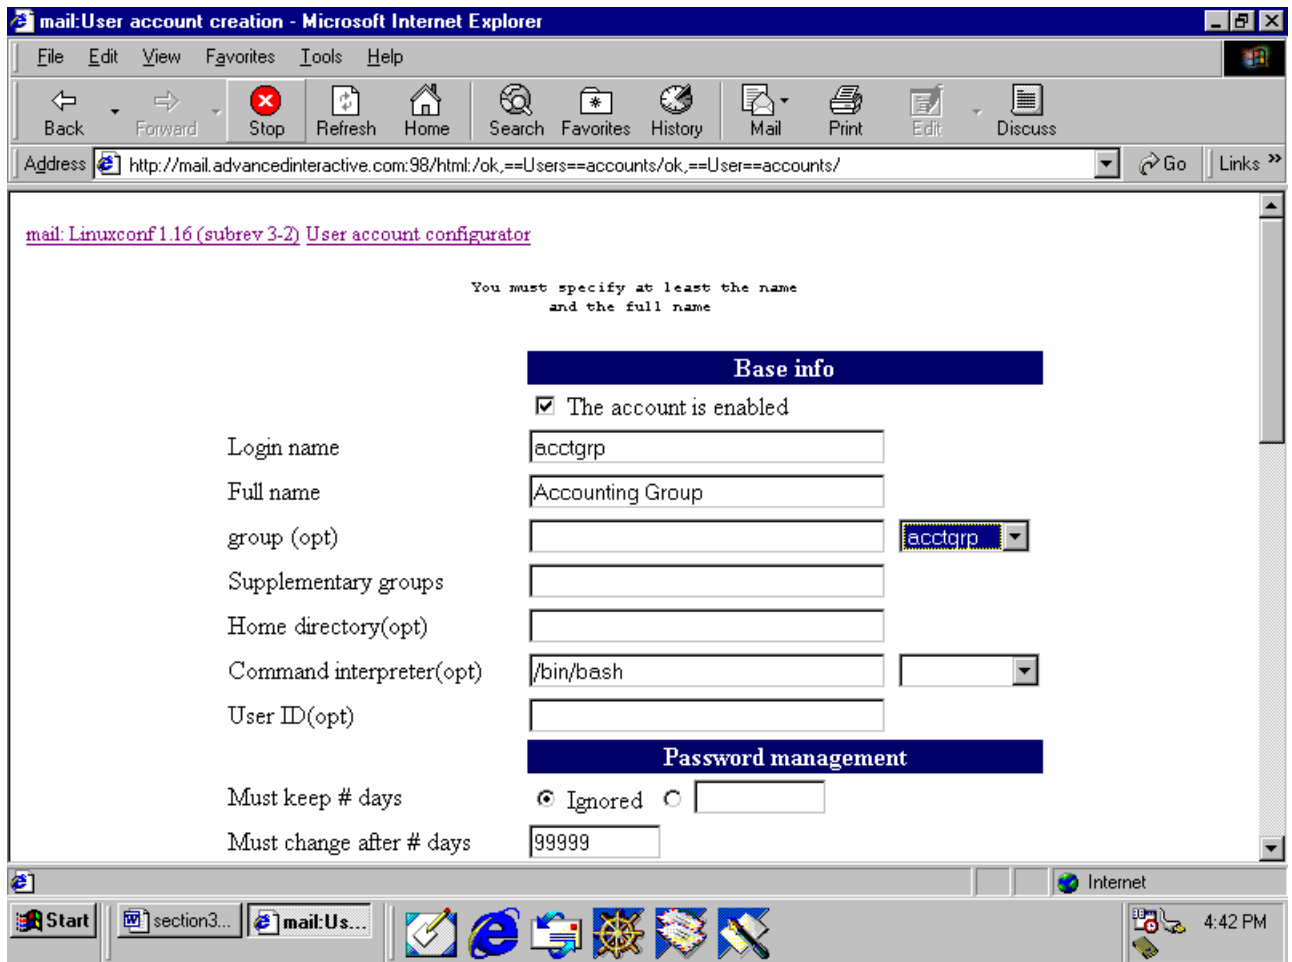 mail:User account creation - Microsoft Internet Explorer
File Edit View Favorites Tools Help
Back Forward Stop Refresh Home Search Favorites History Mail Print Edit Discuss
Address http://mail.advancedinteractive.com:98/html:/ok,==Users==accounts/ok,==User==accounts/ Go Links »
mail: Linuxconf 1.16 (subrev 3-2) User account configurator
You must specify at least the name
and the full name
Base info
The account is enabled
Login name acctgrp
Full name Accounting Group
group (opt) acctgrp
Supplementary groups
Home directory(opt)
Command interpreter(opt) /bin/bash
User ID(opt)
Password management
Must keep # days Ignored
Must change after # days 99999
Internet
Start section3... mail:Us... 4:42 PM